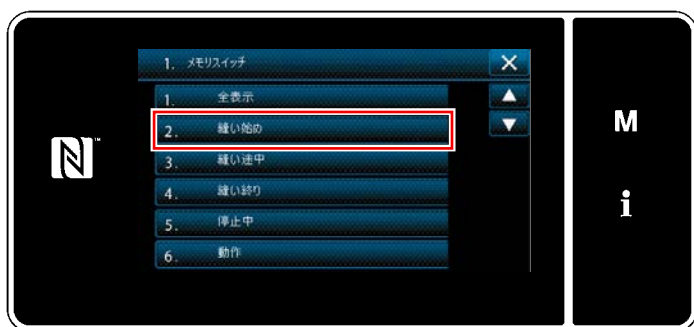 1. メモリスイッチ
1. 全表示
2. 縫い始め
3. 縫い途中
4. 縫い終り
5. 停止中
6. 動作
M
i